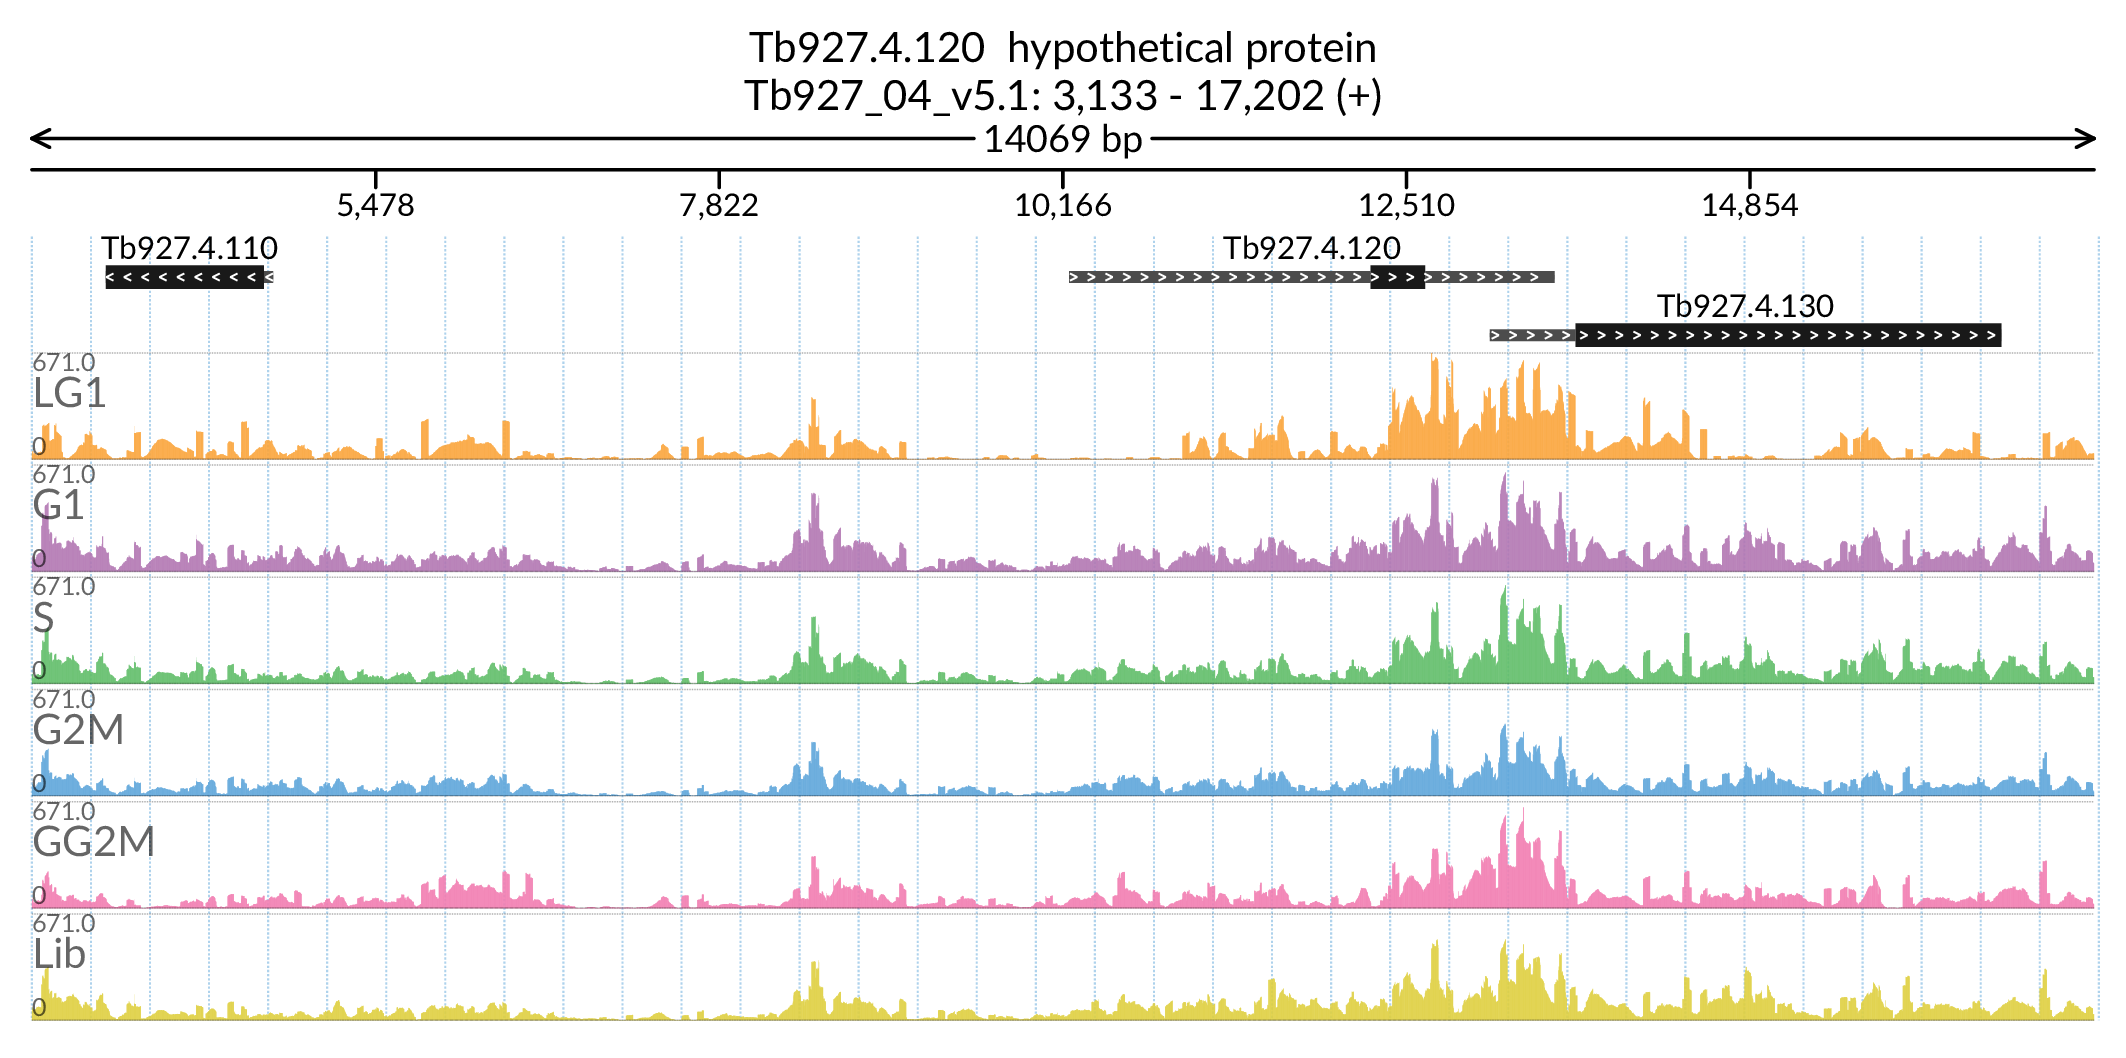 Tb927.4.120  hypothetical protein
Tb927_04_v5.1: 3,133 - 17,202 (+)
14069 bp
5,478 7,822 10,166 12,510 14,854
Tb927.4.110 Tb927.4.120
Tb927.4.130
671.0
LG1
0
671.0
G1
0
671.0
S
0
671.0
G2M
0
671.0
GG2M
0
671.0
Lib
0